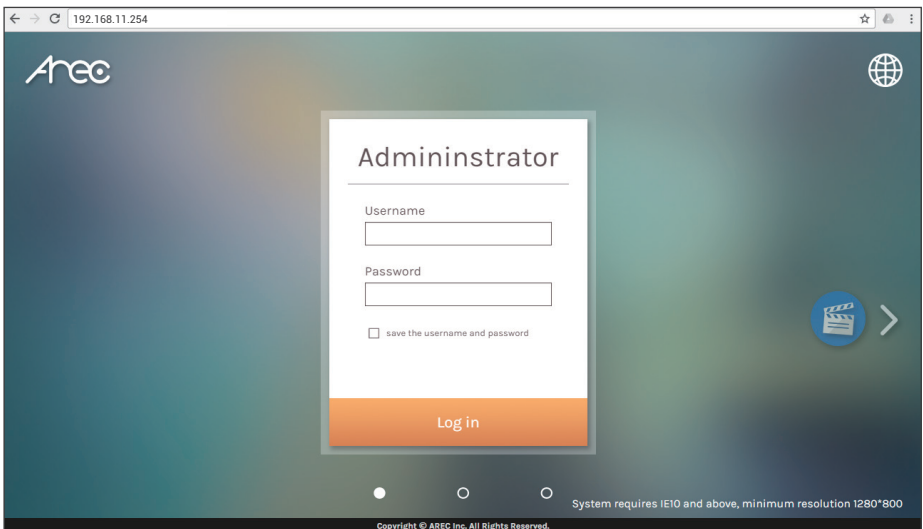 192.168.11.254
Arec
Admininstrator
Username
Password
save the username and password
Log in
System requires IE10 and above, minimum resolution 1280*800
Copyright © AREC Inc. All Rights Reserved.